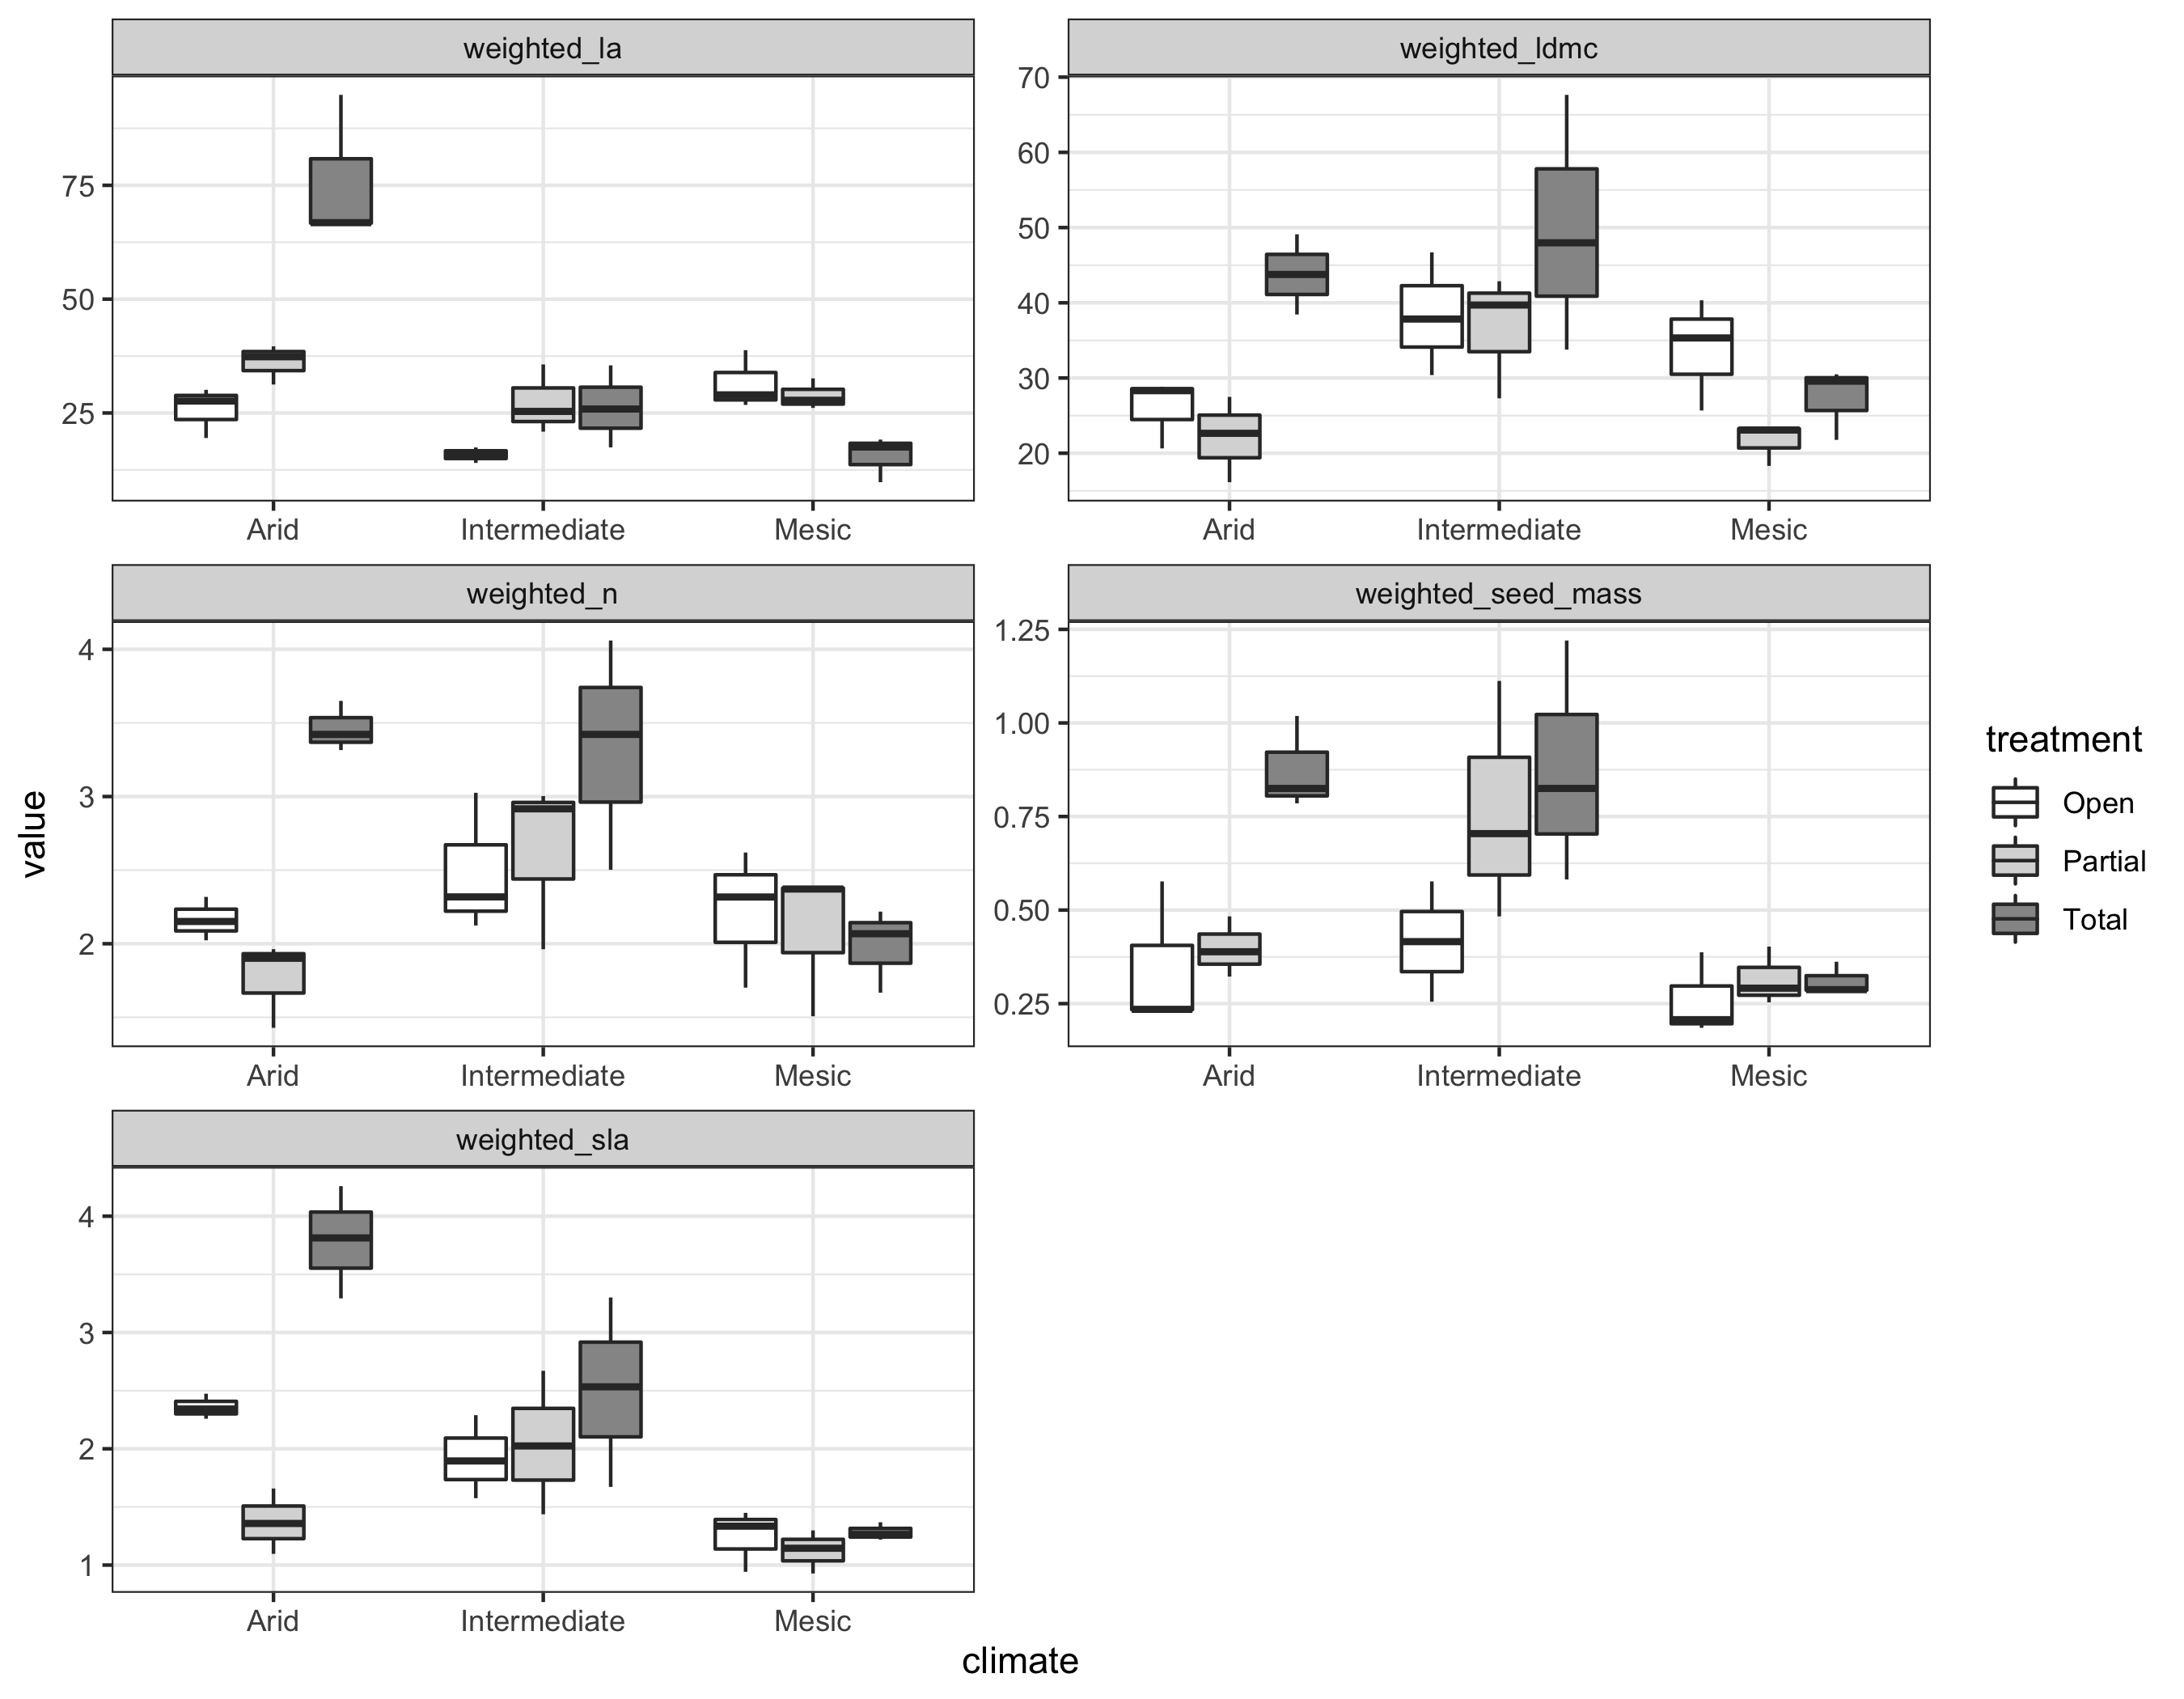 weighted_la
weighted_ldmc
75
50
25
70
60
50
40
30
20
Arid Intermediate Mesic
Arid Intermediate Mesic
weighted_n
weighted_seed_mass
4
3
2
1.25
1.00
0.75
0.50
0.25
Arid Intermediate Mesic
Arid Intermediate Mesic
weighted_sla
4
3
2
1
Arid Intermediate Mesic
value
climate
treatment
Open
Partial
Total